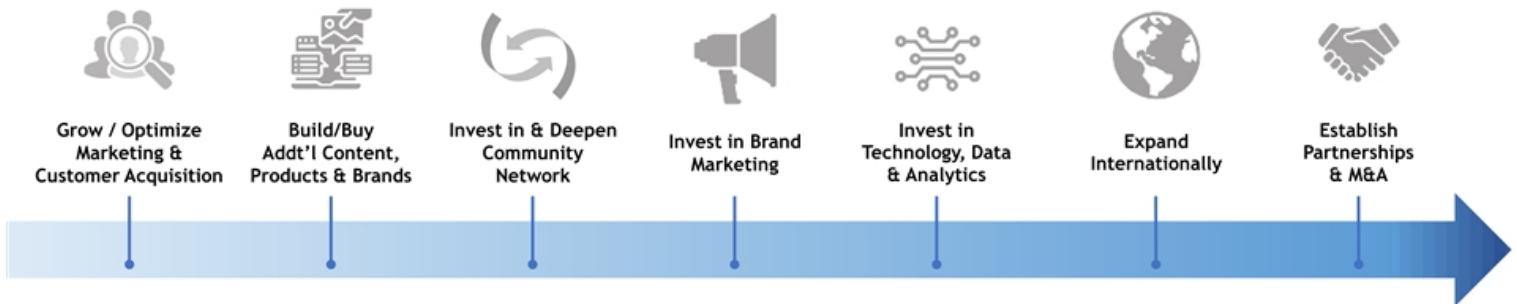 Grow / Optimize
Marketing &
Customer Acquisition
Build/Buy
Addt'l Content,
Products & Brands
Invest in & Deepen
Community
Network
Invest in Brand
Marketing
Invest in
Technology, Data
& Analytics
Expand
Internationally
Establish
Partnerships
& M&A